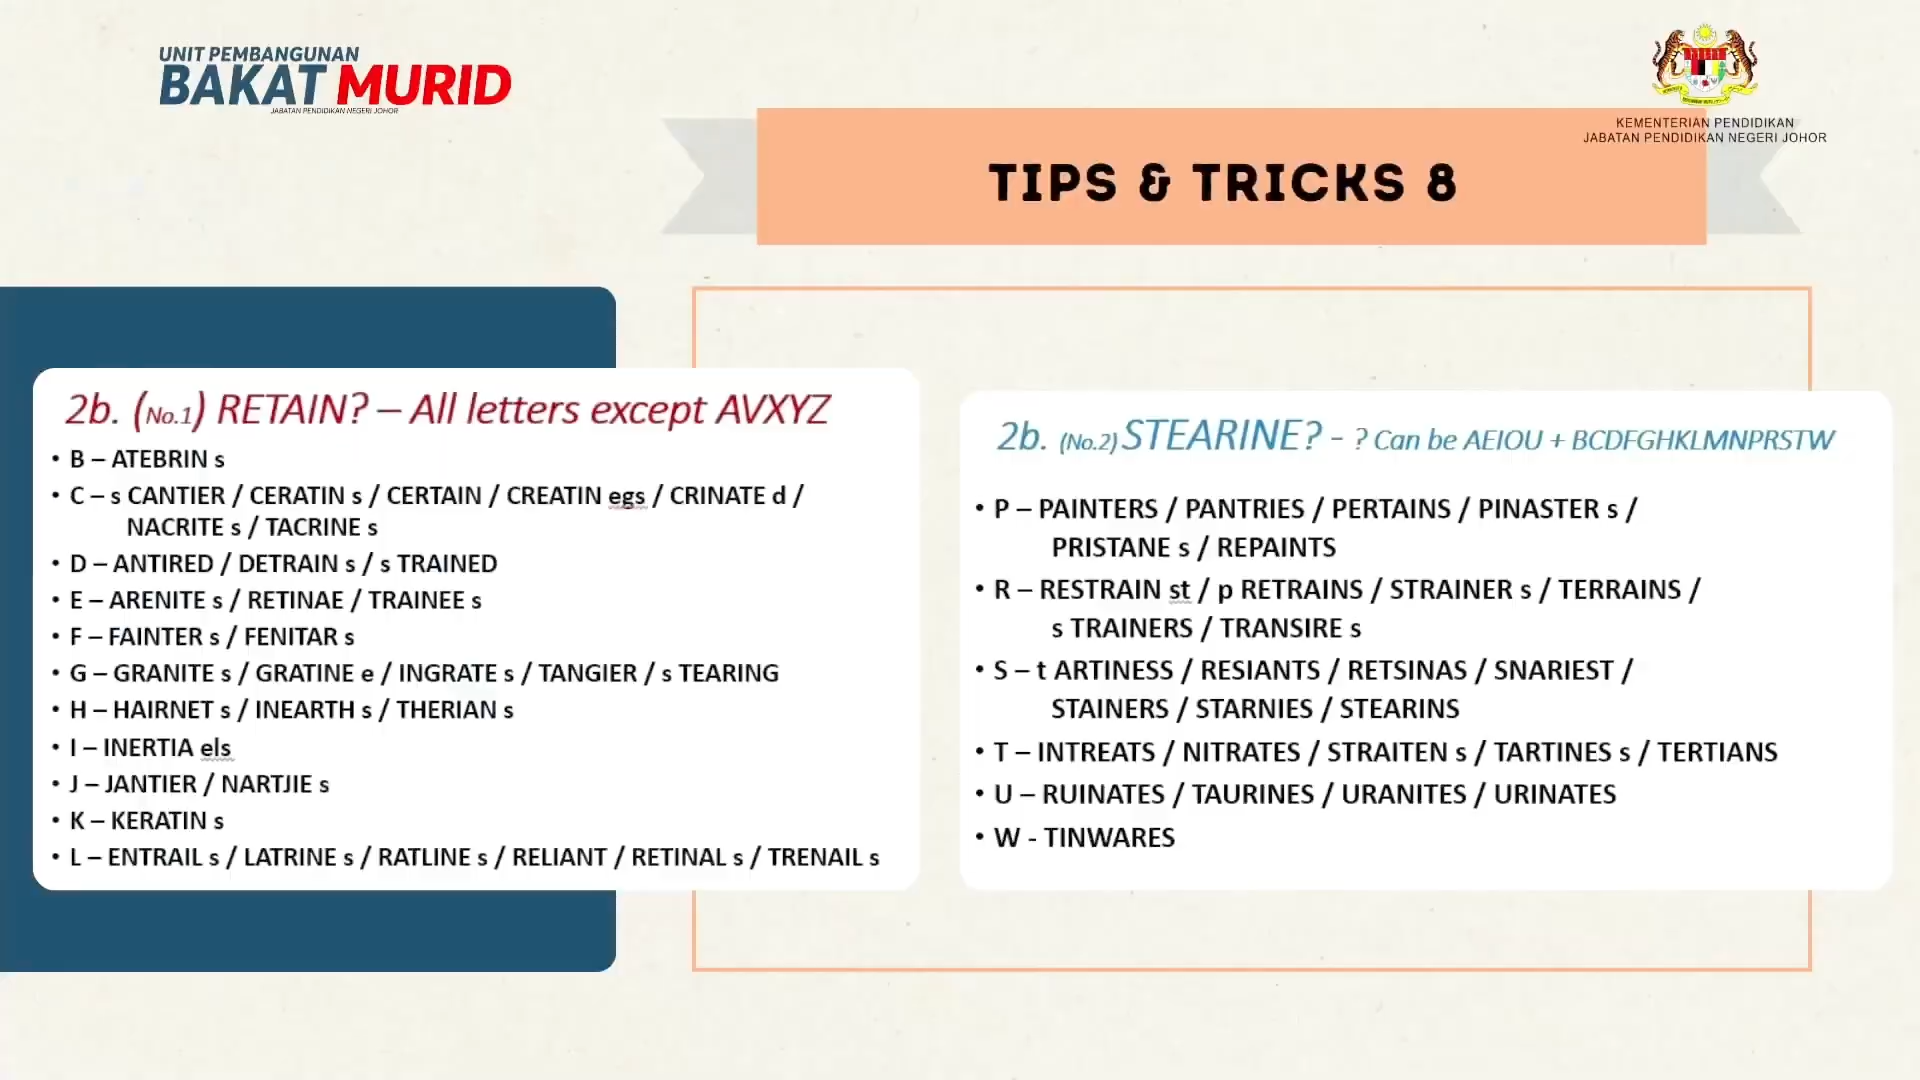 UNIT PEMBANGUNAN
BAKAT MURID
JABATAN PENDIDIKAN NEGERI JOHOR
KEMENTERIAN PENDIDIKAN
JABATAN PENDIDIKAN NEGERI JOHOR
TIPS & TRICKS 8
2b. (No.1) RETAIN? – All letters except AVXYZ
• B – ATEBRIN s
• C – s CANTIER / CERATIN s / CERTAIN / CREATIN egs / CRINATE d /
NACRITE s / TACRINE s
• D – ANTIRED / DETRAIN s / s TRAINED
• E – ARENITE s / RETINAE / TRAINEE s
• F – FAINTER s / FENITAR s
• G – GRANITE s / GRATINE e / INGRATE s / TANGIER / s TEARING
• H – HAIRNET s / INEARTH s / THERIAN s
• I – INERTIA els
• J – JANTIER / NARTJIE s
• K – KERATIN s
• L – ENTRAIL s / LATRINE s / RATLINE s / RELIANT / RETINAL s / TRENAIL s
2b. (No.2) STEARINE? - ? Can be AEIOU + BCDFGHKLMNPRSTW
• P – PAINTERS / PANTRIES / PERTAINS / PINASTER s /
PRISTANE s / REPAINTS
• R – RESTRAIN st / p RETRAINS / STRAINER s / TERRAINS /
s TRAINERS / TRANSIRE s
• S – t ARTINESS / RESIANTS / RETSINAS / SNARIEST /
STAINERS / STARNIES / STEARINS
• T – INTREATS / NITRATES / STRAITEN s / TARTINES s / TERTIANS
• U – RUINATES / TAURINES / URANITES / URINATES
• W - TINWARES